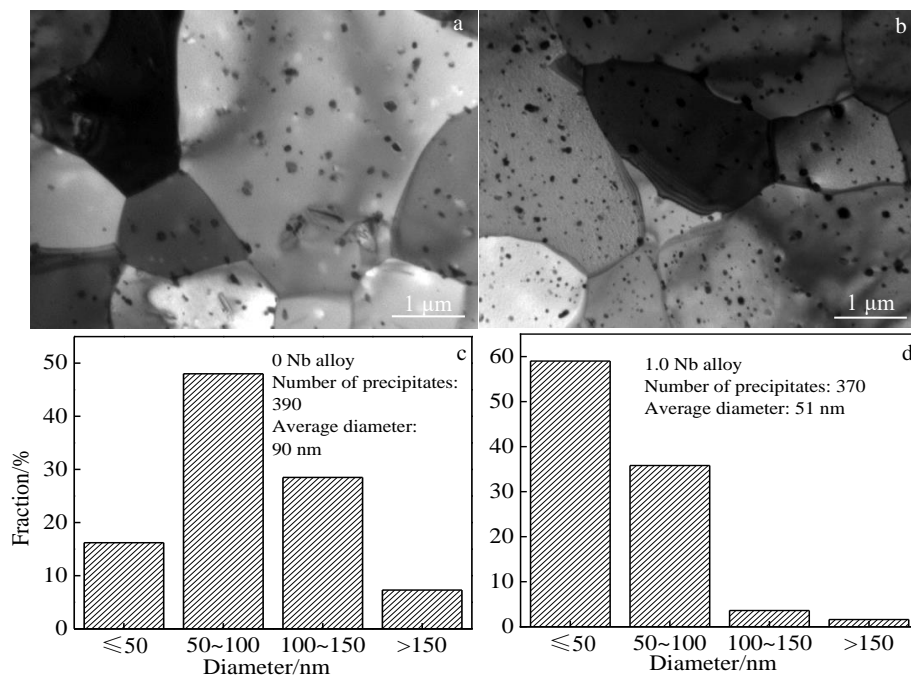 a
1 μm
b
1 μm
c
0 Nb alloy
Number of precipitates:
390
Average diameter:
90 nm
Fraction/%
50
40
30
20
10
0
≤50
50~100
100~150
>150
Diameter/nm
d
1.0 Nb alloy
Number of precipitates: 370
Average diameter: 51 nm
60
50
40
30
20
10
0
≤50
50~100
100~150
>150
Diameter/nm